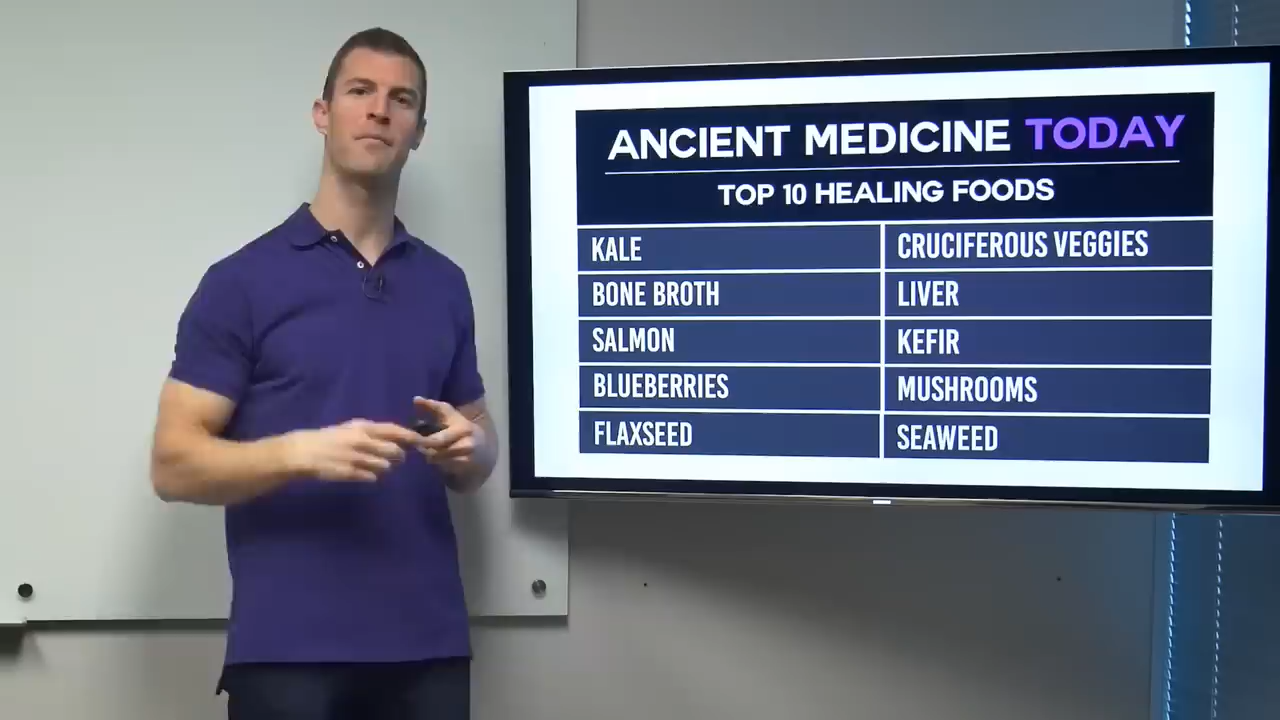 ANCIENT MEDICINE TODAY
TOP 10 HEALING FOODS
KALE
CRUCIFEROUS VEGGIES
BONE BROTH
LIVER
SALMON
KEFIR
BLUEBERRIES
MUSHROOMS
FLAXSEED
SEAWEED